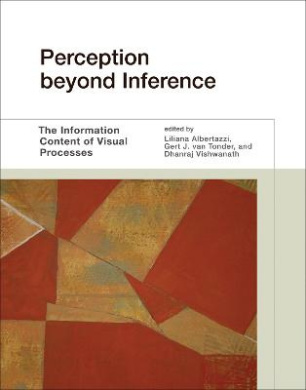 Perception
beyond Inference
The Information
Content of Visual
Processes
edited by
Liliana Albertazzi,
Gert J. van Tonder, and
Dhanraj Vishwanath